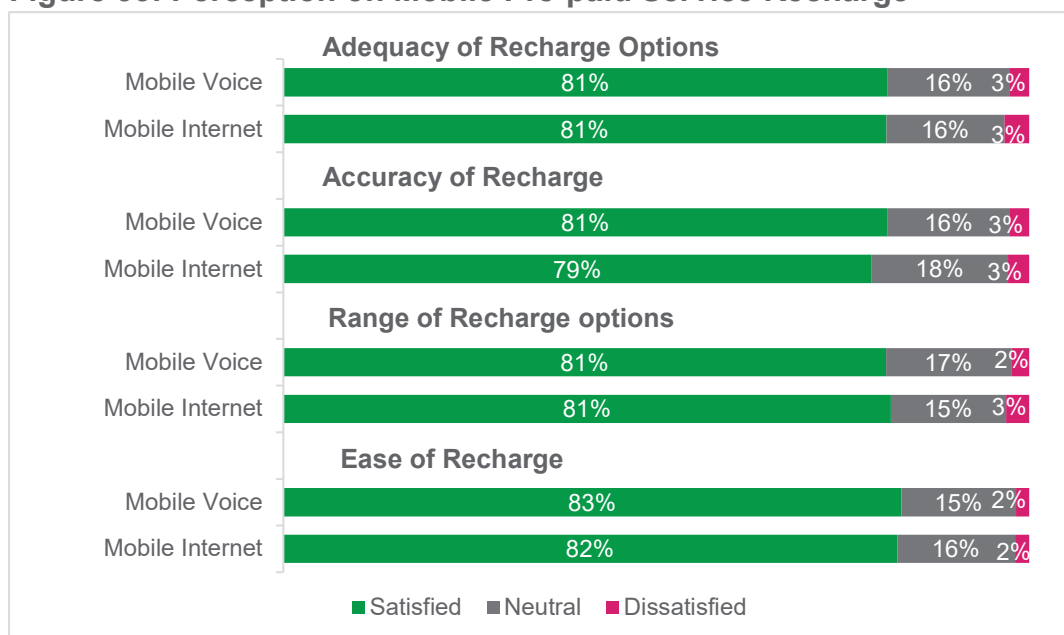 Adequacy of Recharge Options
Mobile Voice 81% 16% 3%
Mobile Internet 81% 16% 3%
Accuracy of Recharge
Mobile Voice 81% 16% 3%
Mobile Internet 79% 18% 3%
Range of Recharge options
Mobile Voice 81% 17% 2%
Mobile Internet 81% 15% 3%
Ease of Recharge
Mobile Voice 83% 15% 2%
Mobile Internet 82% 16% 2%
Satisfied Neutral Dissatisfied